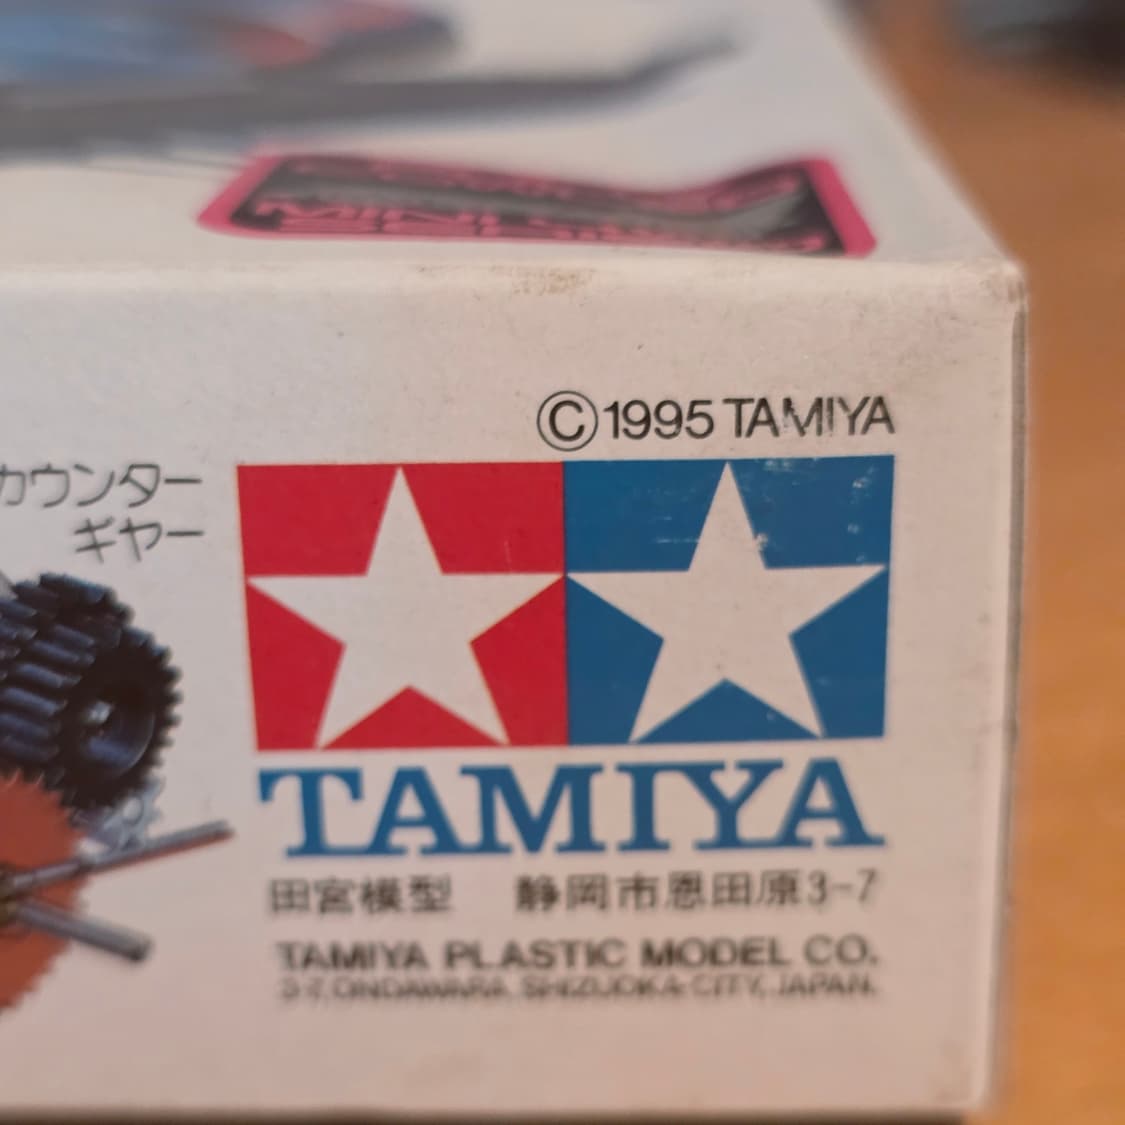 MINI
©1995 TAMIYA
カウンター
ギヤー
TAMIYA
田宮模型 静岡市恩田原3-7
TAMIYA PLASTIC MODEL CO.
3-7, ONDAWARA, SHIZUOKA-CITY, JAPAN.